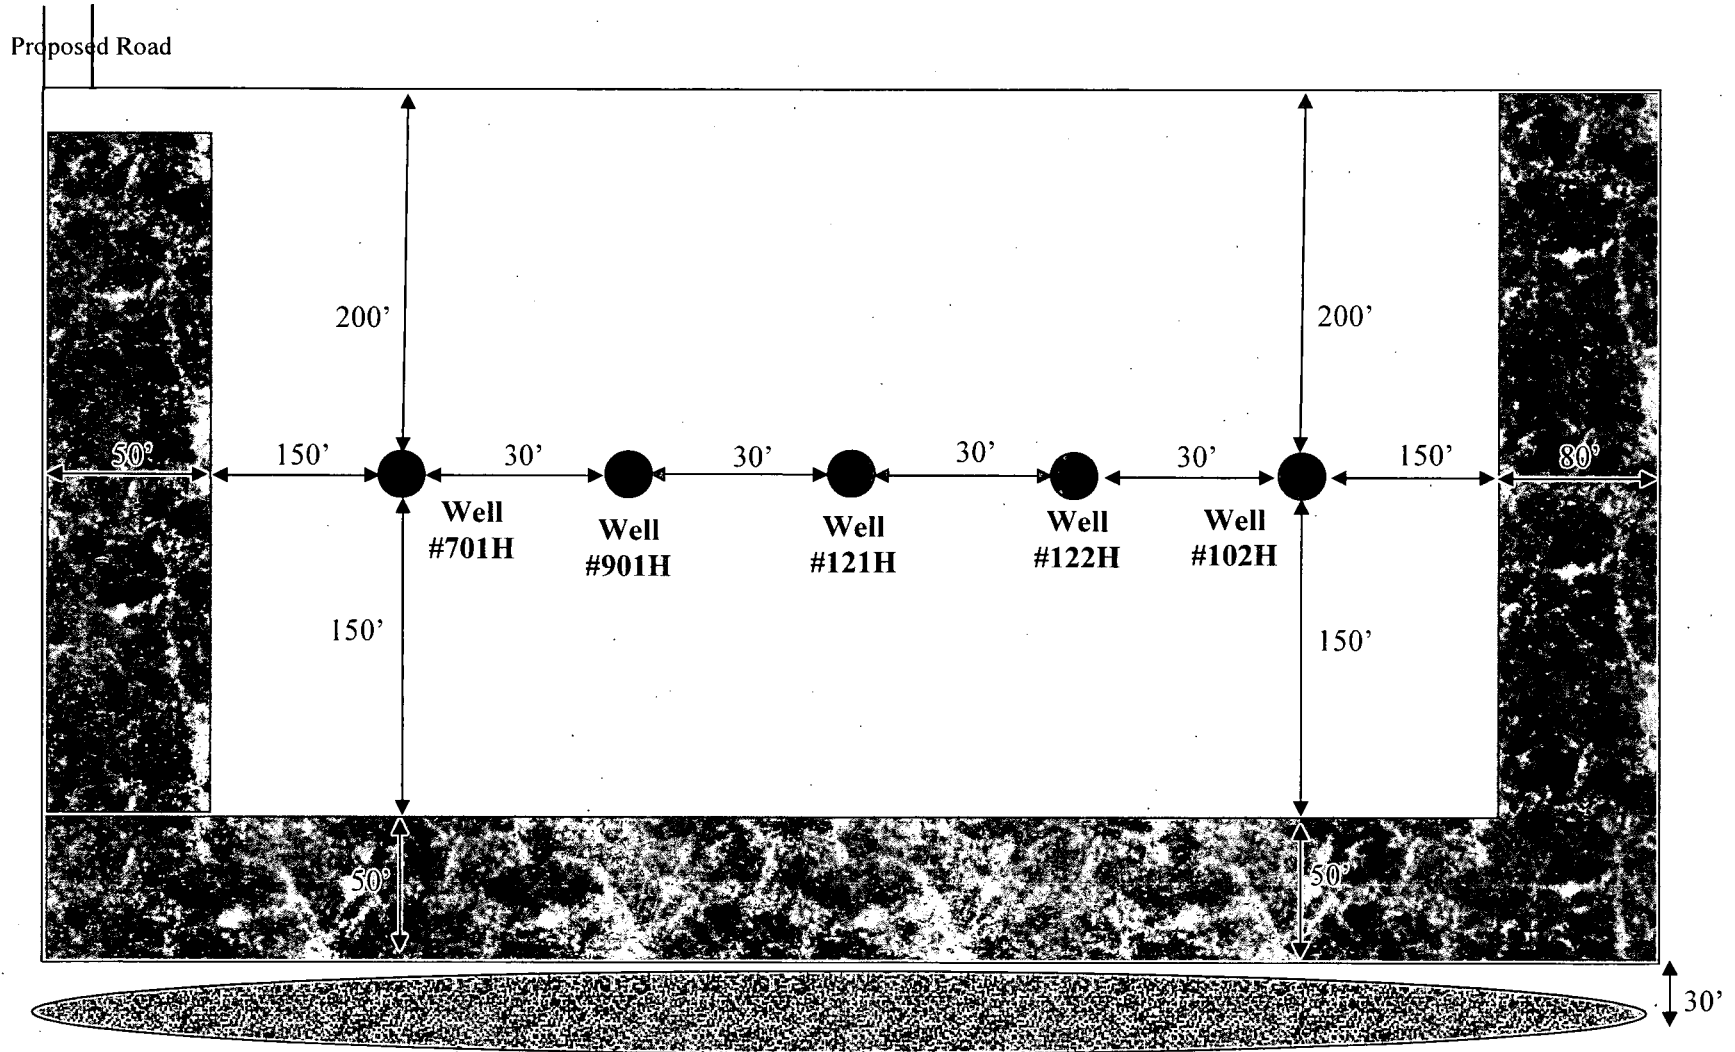 Proposed Road
200’
200’
50’
150’
30’
30’
30’
30’
150’
80’
Well
#701H
Well
#901H
Well
#121H
Well
#122H
Well
#102H
150’
150’
50’
50’
30’